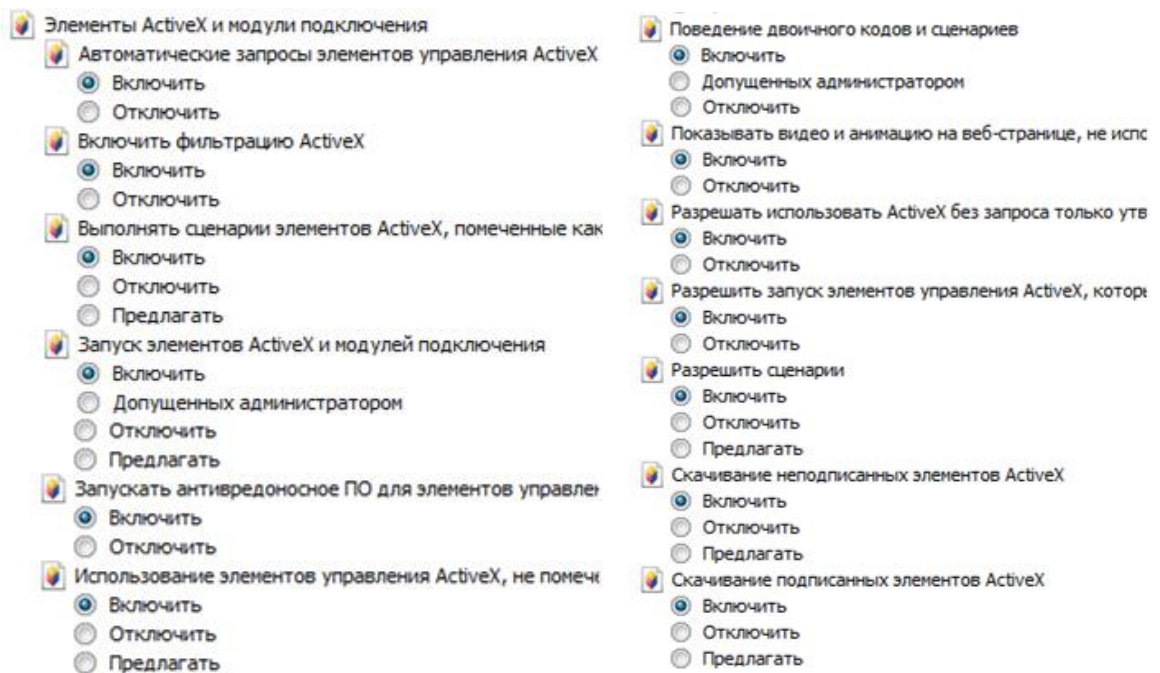 Элементы ActiveX и модули подключения
Автоматические запросы элементов управления ActiveX
Включить
Отключить
Включить фильтрацию ActiveX
Включить
Отключить
Выполнять сценарии элементов ActiveX, помеченные как
Включить
Отключить
Предлагать
Запуск элементов ActiveX и модулей подключения
Включить
Допущенных администратором
Отключить
Предлагать
Запускать антивредоносное ПО для элементов управлен
Включить
Отключить
Использование элементов управления ActiveX, не помече
Включить
Отключить
Предлагать
Поведение двоичного кодов и сценариев
Включить
Допущенных администратором
Отключить
Показывать видео и анимацию на веб-странице, не испо
Включить
Отключить
Разрешать использовать ActiveX без запроса только утв
Включить
Отключить
Разрешить запуск элементов управления ActiveX, которы
Включить
Отключить
Разрешить сценарии
Включить
Отключить
Предлагать
Скачивание неподписанных элементов ActiveX
Включить
Отключить
Предлагать
Скачивание подписанных элементов ActiveX
Включить
Отключить
Предлагать